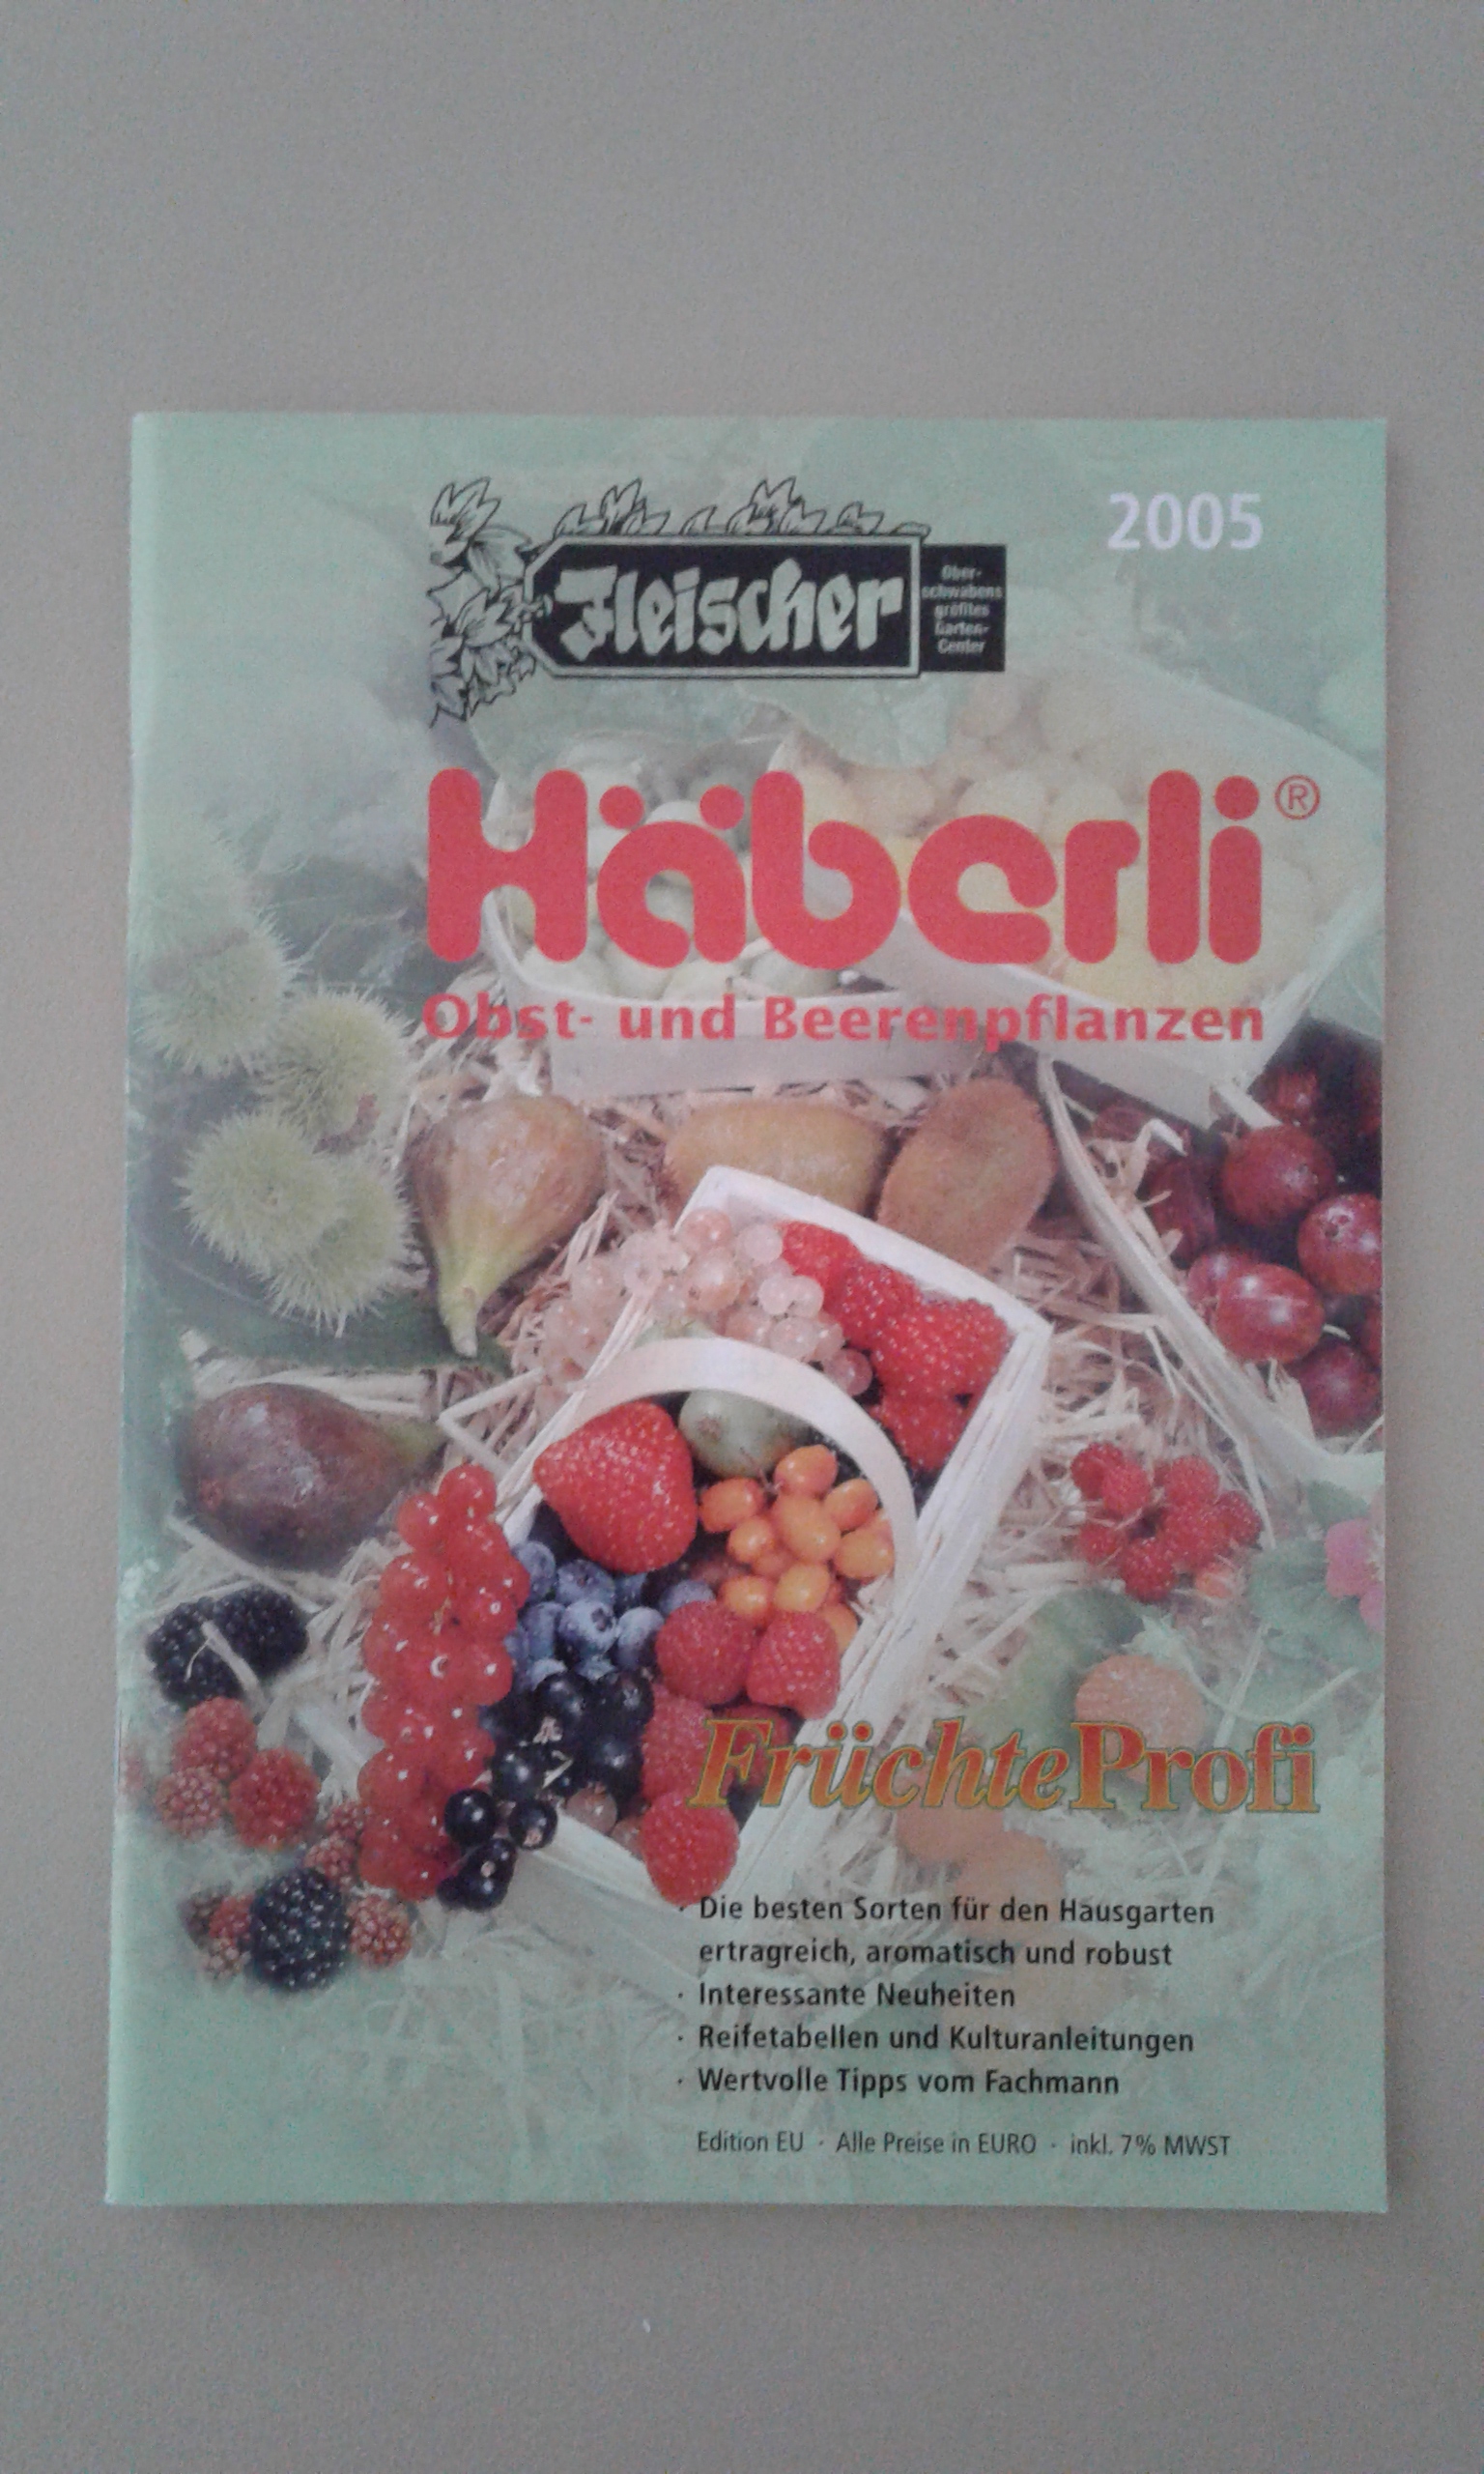 2005
Fleischer
Ober-
schwabens
größtes
Garten-
Center
Häberli®
Obst- und Beerenpflanzen
FrüchteProfi
· Die besten Sorten für den Hausgarten
ertragreich, aromatisch und robust
· Interessante Neuheiten
· Reifetabellen und Kulturanleitungen
· Wertvolle Tipps vom Fachmann
Edition EU · Alle Preise in EURO · inkl. 7% MWST